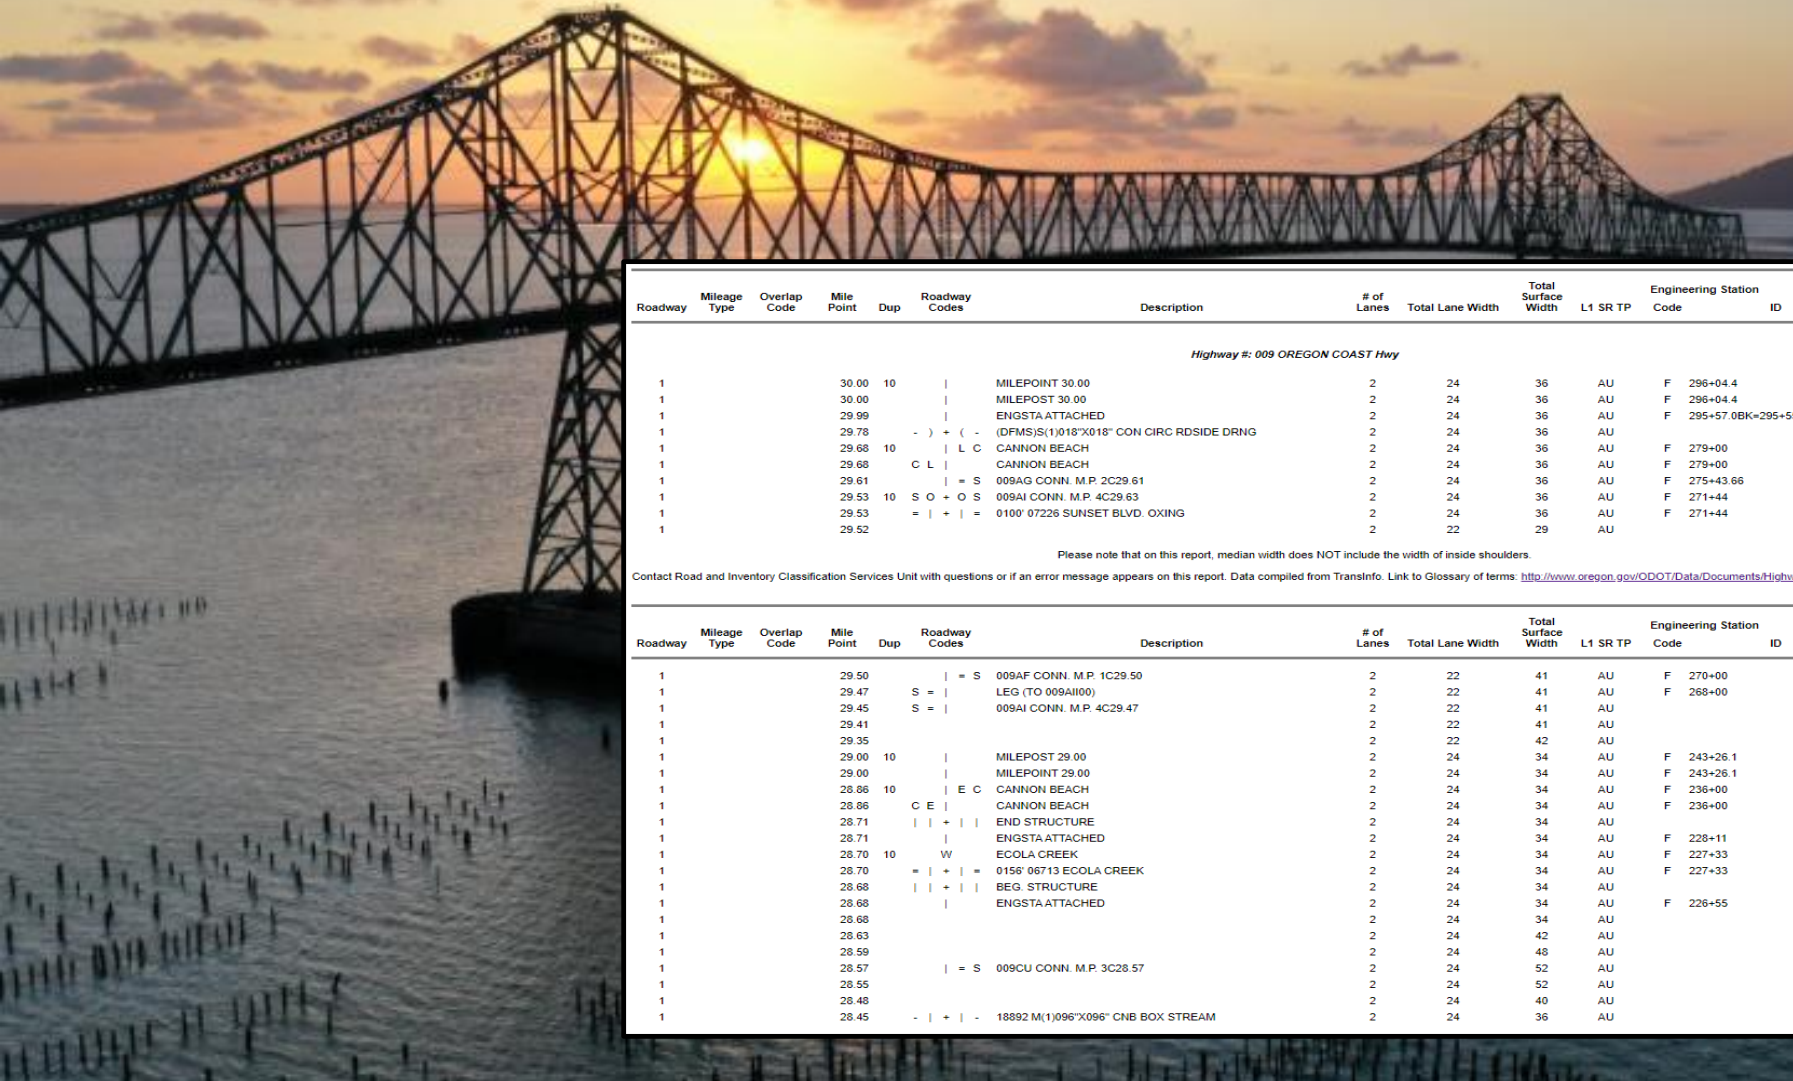 Roadway Mileage Type Overlap Code Mile Point Dup Roadway Codes Description # of Lanes Total Lane Width Total Surface Width L1 SR TP Engineering Station Code ID
Highway #: 009 OREGON COAST Hwy
1 30.00 10 | MILEPOINT 30.00 2 24 36 AU F 296+04.4
1 30.00 | MILEPOST 30.00 2 24 36 AU F 296+04.4
1 29.99 | ENGSTA ATTACHED 2 24 36 AU F 295+57.0BK=295+5
1 29.78 - ) + ( - (DFMS)S(1)018"X018" CON CIRC RDSIDE DRNG 2 24 36 AU
1 29.68 10 | L C CANNON BEACH 2 24 36 AU F 279+00
1 29.68 C L | CANNON BEACH 2 24 36 AU F 279+00
1 29.61 | = S 009AG CONN. M.P. 2C29.61 2 24 36 AU F 275+43.66
1 29.53 10 S O + O S 009AI CONN. M.P. 4C29.63 2 24 36 AU F 271+44
1 29.53 = | + | = 0100' 07226 SUNSET BLVD. OXING 2 24 36 AU F 271+44
1 29.52 2 22 29 AU
Please note that on this report, median width does NOT include the width of inside shoulders.
Contact Road and Inventory Classification Services Unit with questions or if an error message appears on this report. Data compiled from TransInfo. Link to Glossary of terms: http://www.oregon.gov/ODOT/Data/Documents/Highw
Roadway Mileage Type Overlap Code Mile Point Dup Roadway Codes Description # of Lanes Total Lane Width Total Surface Width L1 SR TP Engineering Station Code ID
1 29.50 | = S 009AF CONN. M.P. 1C29.50 2 22 41 AU F 270+00
1 29.47 S = | LEG (TO 009AII00) 2 22 41 AU F 268+00
1 29.45 S = | 009AI CONN. M.P. 4C29.47 2 22 41 AU
1 29.41 2 22 41 AU
1 29.35 2 22 42 AU
1 29.00 10 | MILEPOST 29.00 2 24 34 AU F 243+26.1
1 29.00 | MILEPOINT 29.00 2 24 34 AU F 243+26.1
1 28.86 10 | E C CANNON BEACH 2 24 34 AU F 236+00
1 28.86 C E | CANNON BEACH 2 24 34 AU F 236+00
1 28.71 | | + | | END STRUCTURE 2 24 34 AU
1 28.71 | ENGSTA ATTACHED 2 24 34 AU F 228+11
1 28.70 10 W ECOLA CREEK 2 24 34 AU F 227+33
1 28.70 = | + | = 0156' 06713 ECOLA CREEK 2 24 34 AU F 227+33
1 28.68 | | + | | BEG. STRUCTURE 2 24 34 AU
1 28.68 | ENGSTA ATTACHED 2 24 34 AU F 226+55
1 28.68 2 24 34 AU
1 28.63 2 24 42 AU
1 28.59 2 24 48 AU
1 28.57 | = S 009CU CONN. M.P. 3C28.57 2 24 52 AU
1 28.55 2 24 52 AU
1 28.48 2 24 40 AU
1 28.45 - | + | - 18892 M(1)096"X096" CNB BOX STREAM 2 24 36 AU